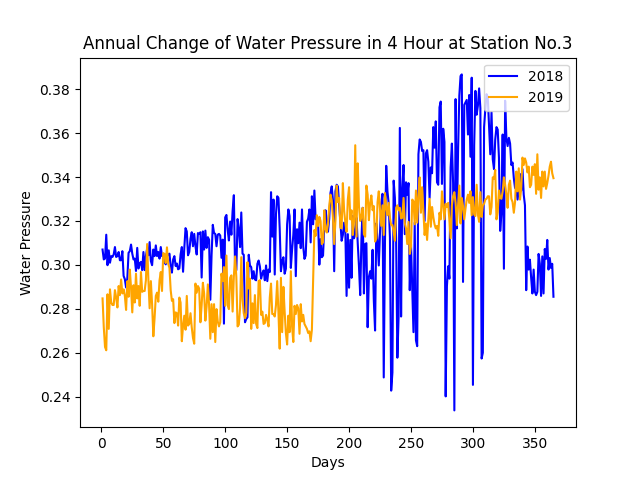 Annual Change of Water Pressure in 4 Hour at Station No.3
2018
2019
Water Pressure
0.38
0.36
0.34
0.32
0.30
0.28
0.26
0.24
0 50 100 150 200 250 300 350
Days